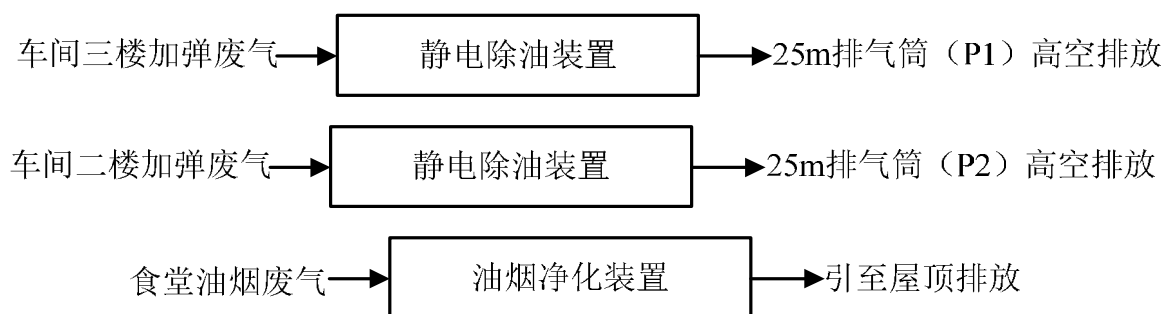 车间三楼加弹废气 静电除油装置 25m排气筒（P1）高空排放
车间二楼加弹废气 静电除油装置 25m排气筒（P2）高空排放
食堂油烟废气 油烟净化装置 引至屋顶排放